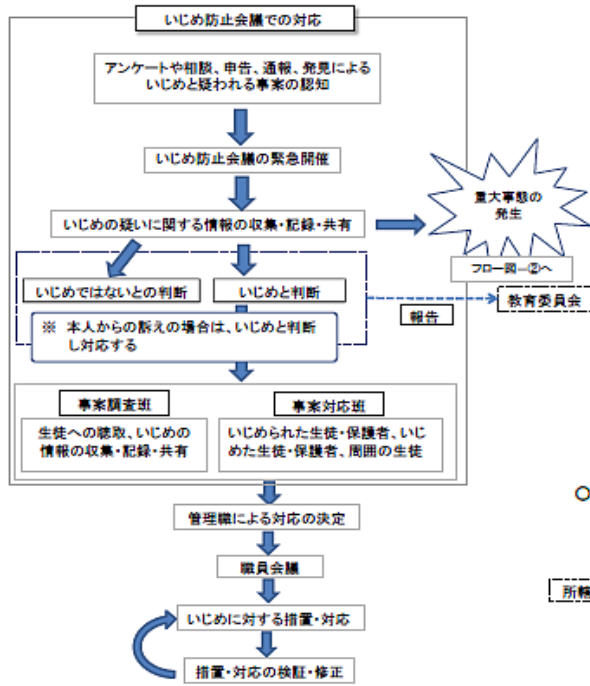 いじめ防止会議での対応
アンケートや相談、申告、通報、発見による
いじめと疑われる事案の認知
いじめ防止会議の緊急開催
いじめの疑いに関する情報の収集・記録・共有
重大事態の
発生
フロー図―②へ
いじめではないとの判断
いじめと判断
教育委員会
報告
※ 本人からの訴えの場合は、いじめと判断
し対応する
事案調査班
生徒への聴取、いじめの
情報の収集・記録・共有
事案対応班
いじめられた生徒・保護者、いじ
めた生徒・保護者、周囲の生徒
管理職による対応の決定
職員会議
所轄
いじめに対する措置・対応
措置・対応の検証・修正